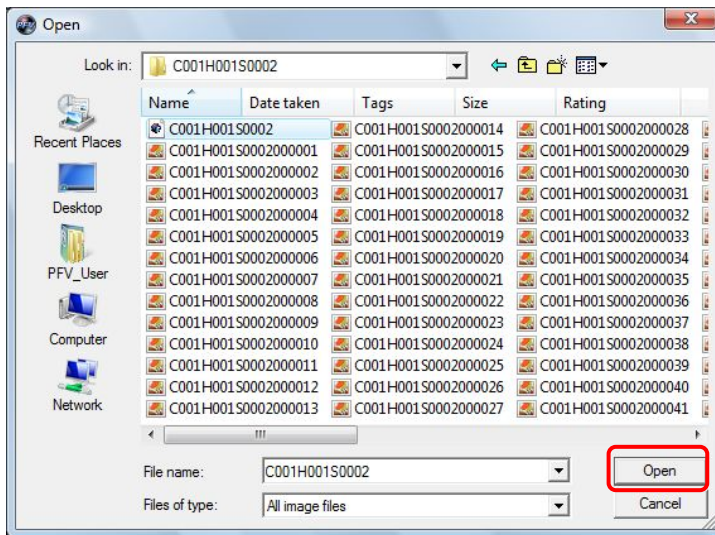 PFV Open
Look in: C001H001S0002
Name Date taken Tags Size Rating
C001H001S0002 C001H001S0002000014 C001H001S0002000028
C001H001S0002000001 C001H001S0002000015 C001H001S0002000029
C001H001S0002000002 C001H001S0002000016 C001H001S0002000030
C001H001S0002000003 C001H001S0002000017 C001H001S0002000031
C001H001S0002000004 C001H001S0002000018 C001H001S0002000032
C001H001S0002000005 C001H001S0002000019 C001H001S0002000033
C001H001S0002000006 C001H001S0002000020 C001H001S0002000034
C001H001S0002000007 C001H001S0002000021 C001H001S0002000035
C001H001S0002000008 C001H001S0002000022 C001H001S0002000036
C001H001S0002000009 C001H001S0002000023 C001H001S0002000037
C001H001S0002000010 C001H001S0002000024 C001H001S0002000038
C001H001S0002000011 C001H001S0002000025 C001H001S0002000039
C001H001S0002000012 C001H001S0002000026 C001H001S0002000040
C001H001S0002000013 C001H001S0002000027 C001H001S0002000041
Recent Places
Desktop
PFV_User
Computer
Network
File name: C001H001S0002 Open
Files of type: All image files Cancel